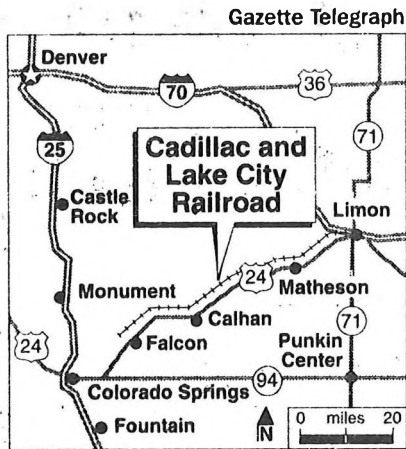 Gazette Telegraph
Denver
70
36
25
71
Cadillac and
Lake City
Railroad
Castle
Rock
Limon
24
Matheson
Monument
71
Calhan
24
Falcon
Punkin
Center
94
Colorado Springs
Fountain
N
0 miles 20